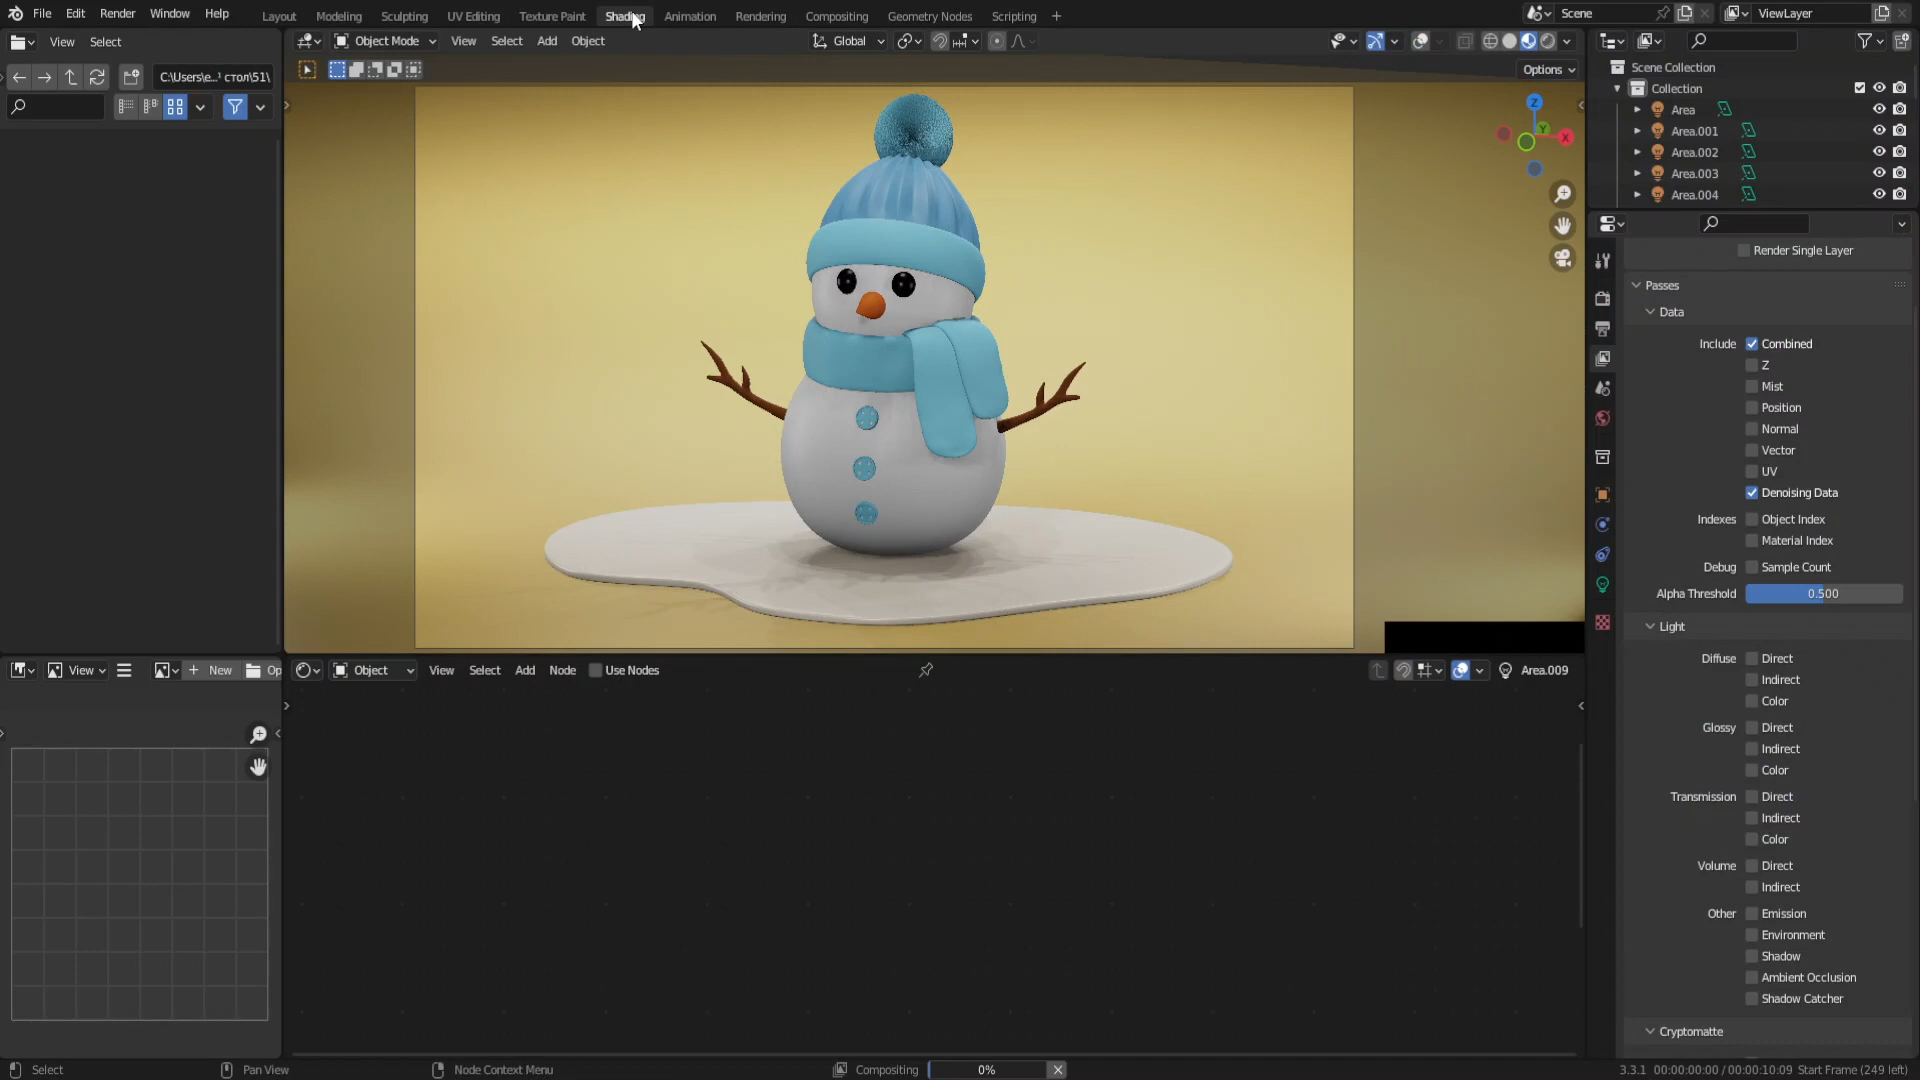 File Edit Render Window Help Layout Modeling Sculpting UV Editing Texture Paint Shading Animation Rendering Compositing Geometry Nodes Scripting + Scene ViewLayer
View Select Object Mode View Select Add Object Global
C:\Users\e...¹ стол\51\ Options
Z
Y
X
Scene Collection
Collection
Area
Area.001
Area.002
Area.003
Area.004
Render Single Layer
Passes
Data
Include Combined
Z
Mist
Position
Normal
Vector
UV
Denoising Data
Indexes Object Index
Material Index
Debug Sample Count
Alpha Threshold 0.500
Light
Diffuse Direct
Indirect
Color
Glossy Direct
Indirect
Color
Transmission Direct
Indirect
Color
Volume Direct
Indirect
Other Emission
Environment
Shadow
Ambient Occlusion
Shadow Catcher
Cryptomatte
View + New Op Object View Select Add Node Use Nodes Area.009
Select Pan View Node Context Menu Compositing 0% 3.3.1 00:00:00:00 / 00:00:10:09 Start Frame (249 left)